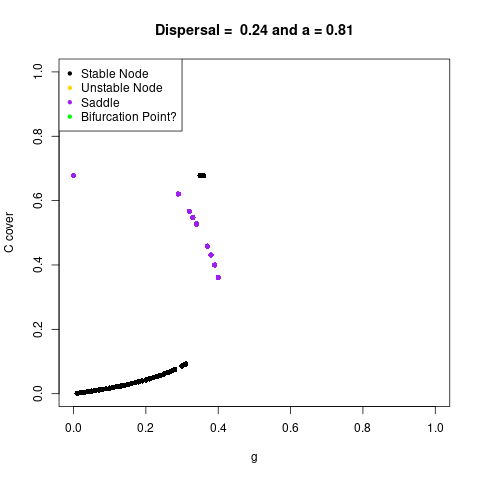 Dispersal =  0.24 and a = 0.81
Stable Node
Unstable Node
Saddle
Bifurcation Point?
C cover
1.0
0.8
0.6
0.4
0.2
0.0
0.0 0.2 0.4 0.6 0.8 1.0
g